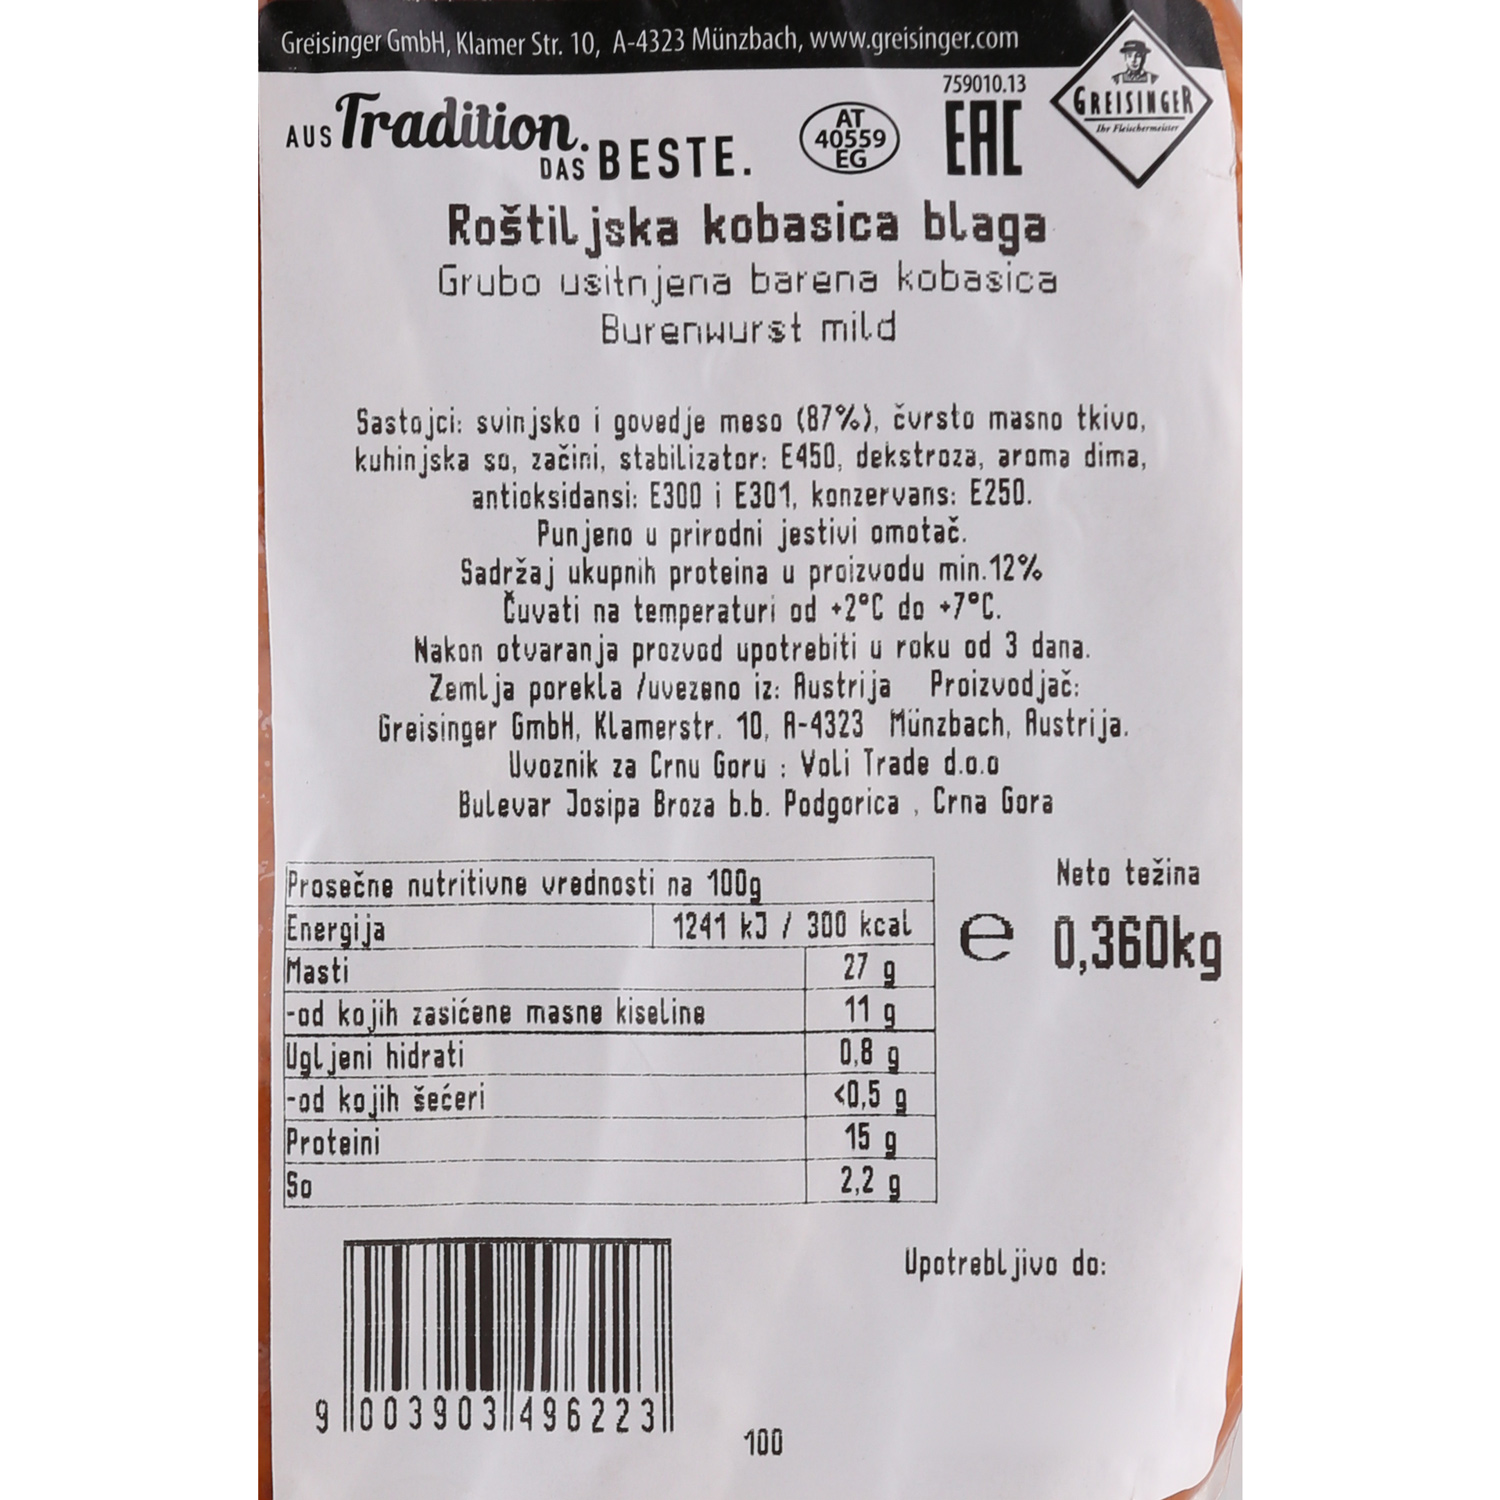 Greisinger GmbH, Klamer Str. 10, A-4323 Münzbach, www.greisinger.com
AUS Tradition.
DAS BESTE.
AT
40559
EG
759010.13
EAC
GREISINGER
Ihr Fleischermeister
Roštiljska kobasica blaga
Grubo usitnjena barena kobasica
Burenwurst mild
Sastojci: svinjsko i govedje meso (87%), čvrsto masno tkivo,
kuhinjska so, začini, stabilizator: E450, dekstroza, aroma dima,
antioksidansi: E300 i E301, konzervans: E250.
Punjeno u prirodni jestivi omotač.
Sadržaj ukupnih proteina u proizvodu min.12%
Čuvati na temperaturi od +2°C do +7°C.
Nakon otvaranja prozvod upotrebiti u roku od 3 dana.
Zemlja porekla /uvezeno iz: Austrija Proizvodjač:
Greisinger GmbH, Klamerstr. 10, A-4323 Münzbach, Austrija.
Uvoznik za Crnu Goru : Voli Trade d.o.o
Bulevar Josipa Broza b.b. Podgorica , Crna Gora
Prosečne nutritivne vrednosti na 100g
Energija 1241 kJ / 300 kcal
Masti 27 g
-od kojih zasićene masne kiseline 11 g
Ugljeni hidrati 0,8 g
-od kojih šećeri <0,5 g
Proteini 15 g
So 2,2 g
Neto težina
e 0,360kg
Upotrebljivo do:
9 003903 496223
100